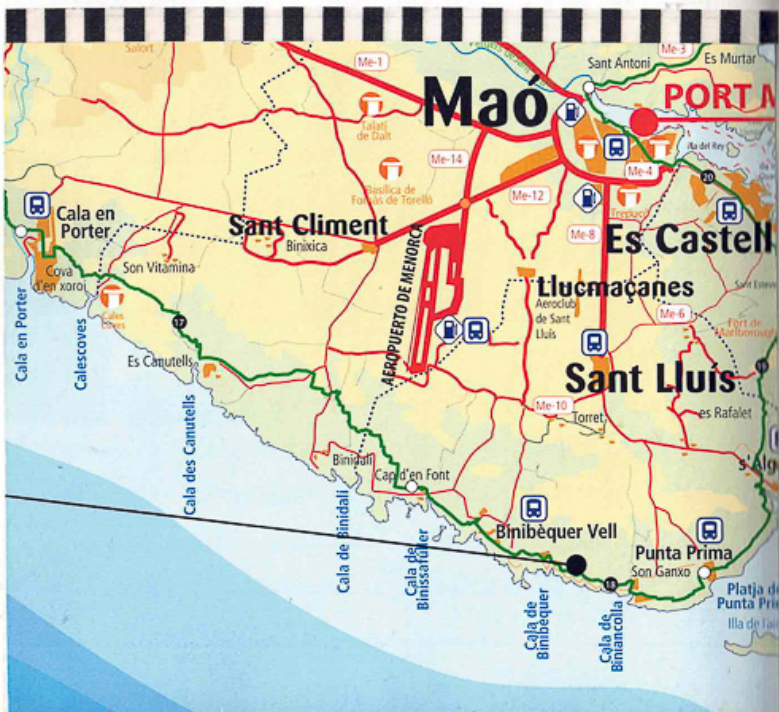 Salort
Me-1
Sant Antoni
Me-3
Es Murtar
Maó
PORT M
Talatí
de Dalt
Illa del Rey
Me-14
Me-4
Basílica de
Fornàs de Torelló
Me-12
Trepucó
20
Cala en
Porter
Sant Climent
Binixica
Me-8
Es Castell
Cova
d'en xoroi
Son Vitamina
AEROPUERTO DE MENORCA
Llucmaçanes
Aeroclub
de Sant
Lluís
Sant Esteve
Cales
Coves
Me-6
Fort de
Marlborough
17
Cala en Porter
Calescoves
Es Canutells
Sant Lluís
19
Me-10
Torret
es Rafalet
Cala des Canutells
Binidalí
Cap d'en Font
s'Alg
Cala de Binidalí
Cala de
Binissafúller
Binibèquer Vell
Punta Prima
Son Ganxo
18
Cala de
Binibèquer
Cala de
Biniancolla
Platja de
Punta Pri
Illa de l'ai